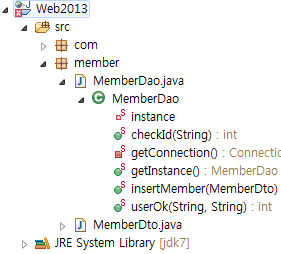 Web2013
src
com
member
MemberDao.java
MemberDao
instance
checkId(String) : int
getConnection() : Connectio
getInstance() : MemberDao
insertMember(MemberDto)
userOk(String, String) : int
MemberDto.java
JRE System Library [jdk7]